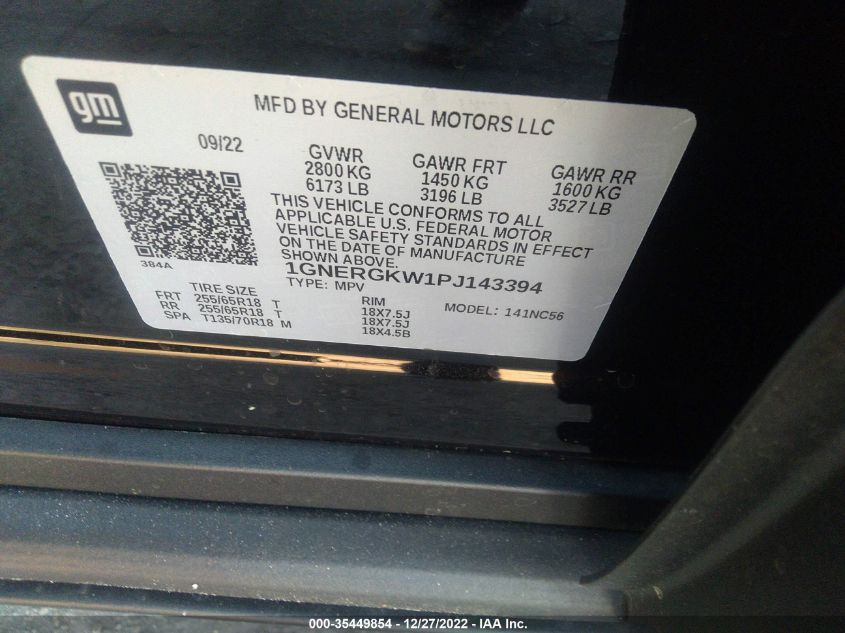 gm
MFD BY GENERAL MOTORS LLC
09/22
GVWR GAWR FRT GAWR RR
2800 KG 1450 KG 1600 KG
6173 LB 3196 LB 3527 LB
THIS VEHICLE CONFORMS TO ALL
APPLICABLE U.S. FEDERAL MOTOR
VEHICLE SAFETY STANDARDS IN EFFECT
ON THE DATE OF MANUFACTURE
SHOWN ABOVE.
384A
1GNERGKW1PJ143394
TYPE: MPV
MODEL: 141NC56
TIRE SIZE RIM
FRT 255/65R18 T 18X7.5J
RR 255/65R18 T 18X7.5J
SPA T135/70R18 M 18X4.5B
000-35449854 - 12/27/2022 - IAA Inc.